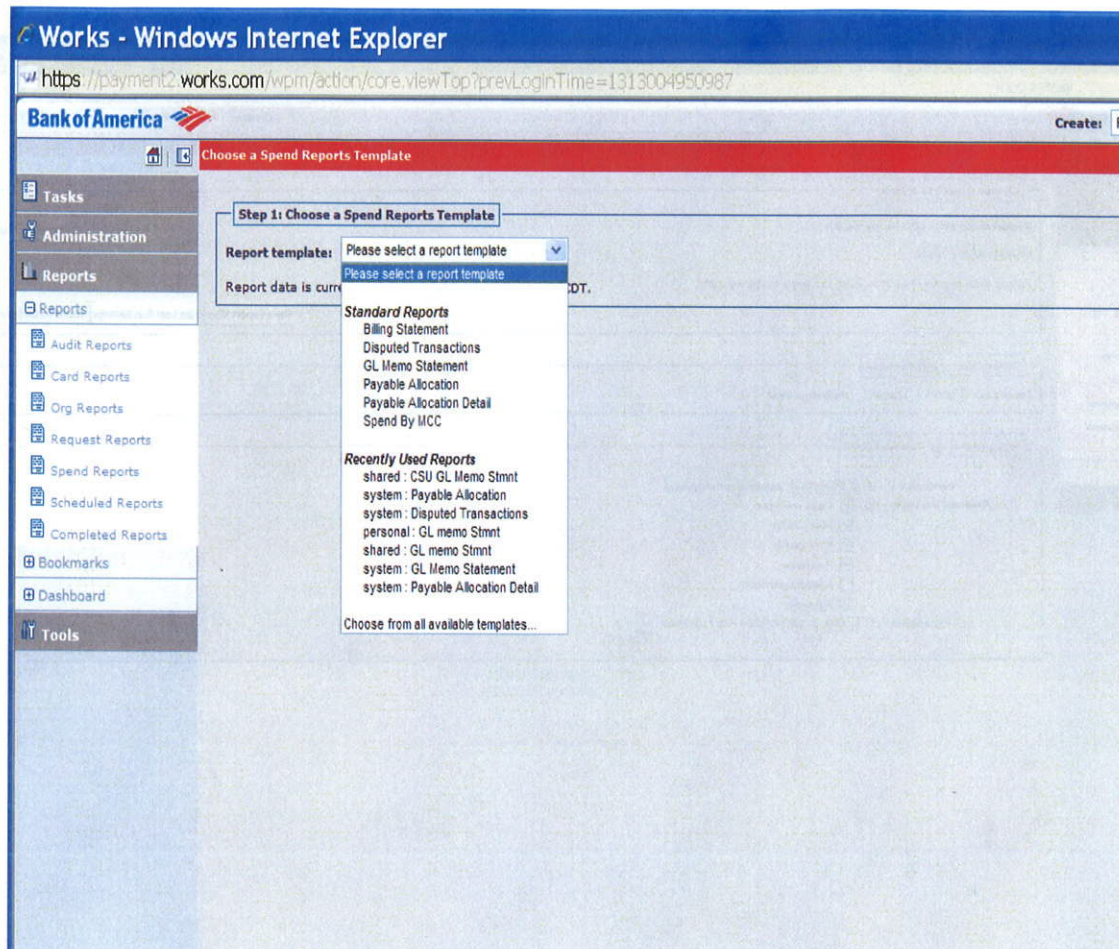 Works - Windows Internet Explorer
https://payment2.works.com/wpm/action/core.viewTop?prevLoginTime=1313004950987
Bank of America
Create:
Choose a Spend Reports Template
Tasks
Administration
Reports
Reports
Audit Reports
Card Reports
Org Reports
Request Reports
Spend Reports
Scheduled Reports
Completed Reports
Bookmarks
Dashboard
Tools
Step 1: Choose a Spend Reports Template
Report template: Please select a report template
Please select a report template
Report data is curre
CDT.
Standard Reports
Billing Statement
Disputed Transactions
GL Memo Statement
Payable Allocation
Payable Allocation Detail
Spend By MCC
Recently Used Reports
shared : CSU GL Memo Stmnt
system : Payable Allocation
system : Disputed Transactions
personal : GL memo Stmnt
shared : GL memo Stmnt
system : GL Memo Statement
system : Payable Allocation Detail
Choose from all available templates...